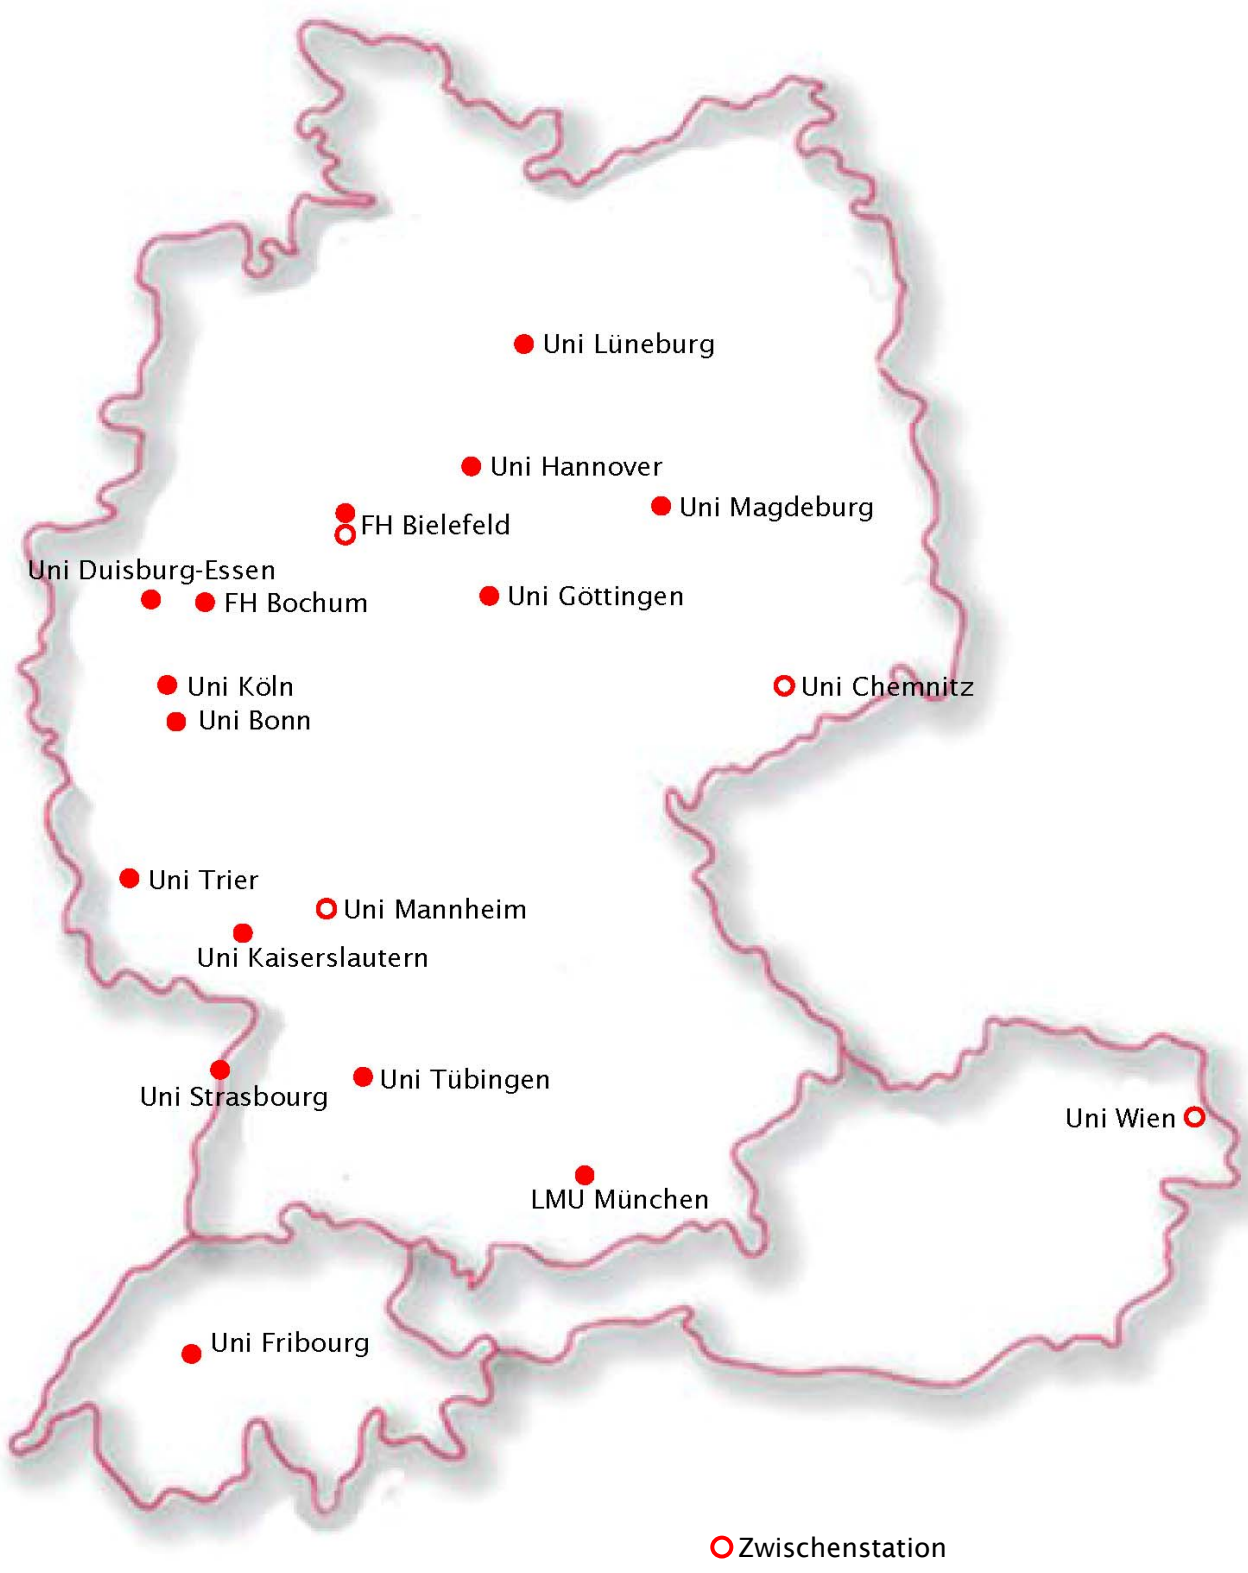 Uni Lüneburg
Uni Hannover
Uni Magdeburg
FH Bielefeld
Uni Duisburg-Essen
FH Bochum
Uni Göttingen
Uni Köln
Uni Chemnitz
Uni Bonn
Uni Trier
Uni Mannheim
Uni Kaiserslautern
Uni Strasbourg
Uni Tübingen
Uni Wien
LMU München
Uni Fribourg
Zwischenstation